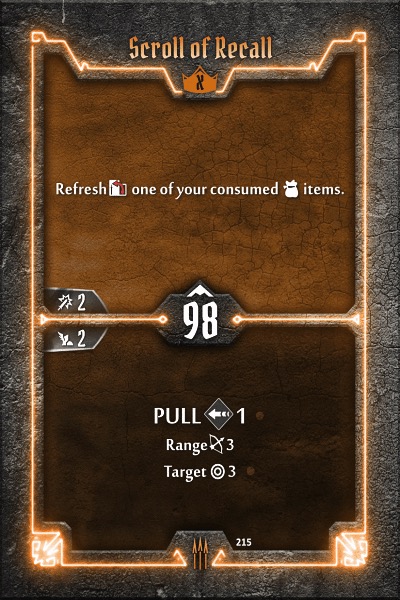 Scroll of Recall
X
Refresh one of your consumed items.
2
98
2
PULL 1
Range 3
Target 3
215